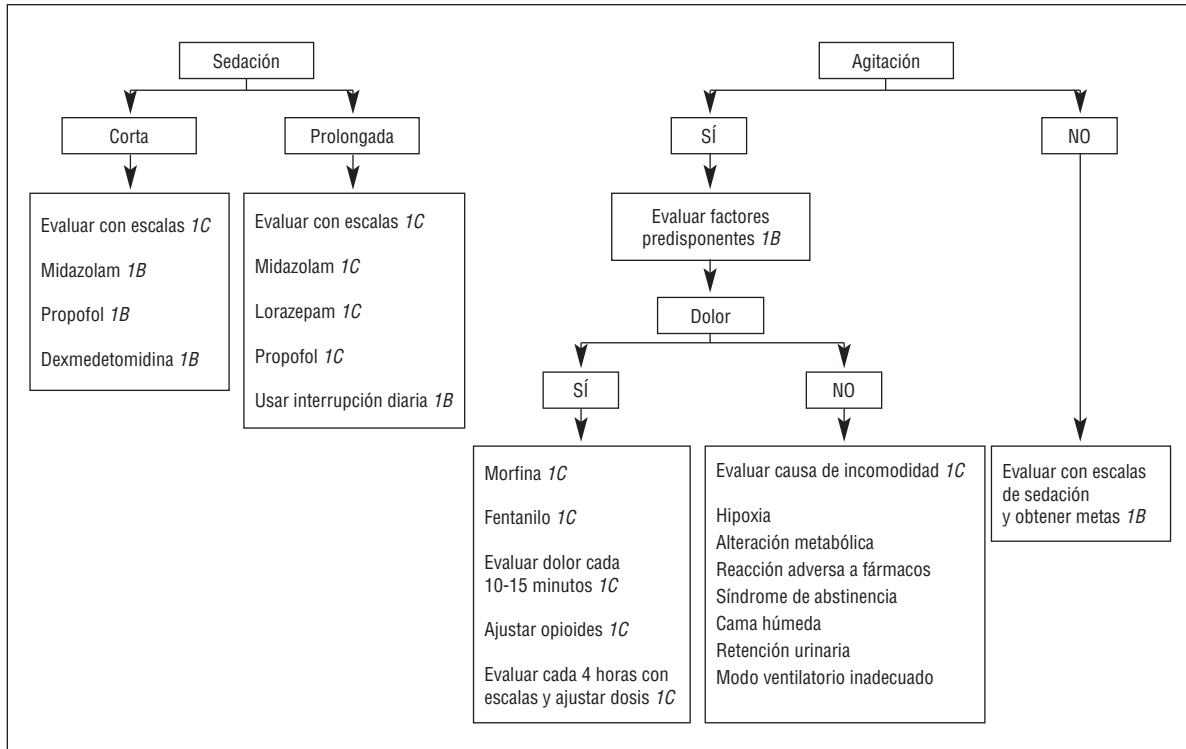 Sedación
Corta
Prolongada
Evaluar con escalas 1C
Midazolam 1B
Propofol 1B
Dexmedetomidina 1B
Evaluar con escalas 1C
Midazolam 1C
Lorazepam 1C
Propofol 1C
Usar interrupción diaria 1B
Agitación
SÍ
NO
Evaluar factores
predisponentes 1B
Dolor
SÍ
NO
Morfina 1C
Fentanilo 1C
Evaluar dolor cada
10-15 minutos 1C
Ajustar opioides 1C
Evaluar cada 4 horas con
escalas y ajustar dosis 1C
Evaluar causa de incomodidad 1C
Hipoxia
Alteración metabólica
Reacción adversa a fármacos
Síndrome de abstinencia
Cama húmeda
Retención urinaria
Modo ventilatorio inadecuado
Evaluar con escalas
de sedación
y obtener metas 1B